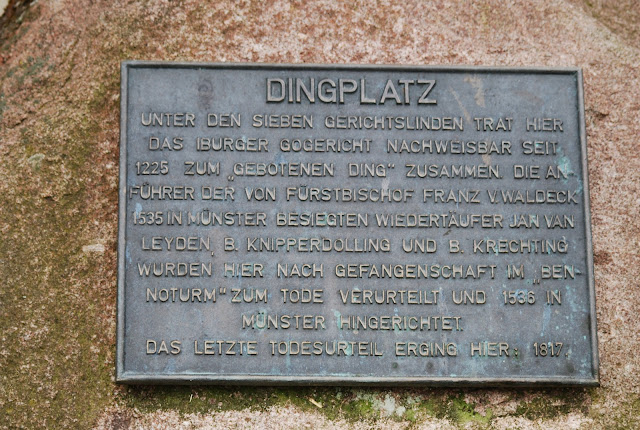 DINGPLATZ
UNTER DEN SIEBEN GERICHTSLINDEN TRAT HIER
DAS IBURGER GOGERICHT NACHWEISBAR SEIT
1225 ZUM „GEBOTENEN DING" ZUSAMMEN. DIE AN-
FÜHRER DER VON FÜRSTBISCHOF FRANZ V. WALDECK
1535 IN MÜNSTER BESIEGTEN WIEDERTÄUFER JAN VAN
LEYDEN, B. KNIPPERDOLLING UND B. KRECHTING
WURDEN HIER NACH GEFANGENSCHAFT IM „BEN-
NOTURM" ZUM TODE VERURTEILT UND 1536 IN
MÜNSTER HINGERICHTET.
DAS LETZTE TODESURTEIL ERGING HIER: 1817.